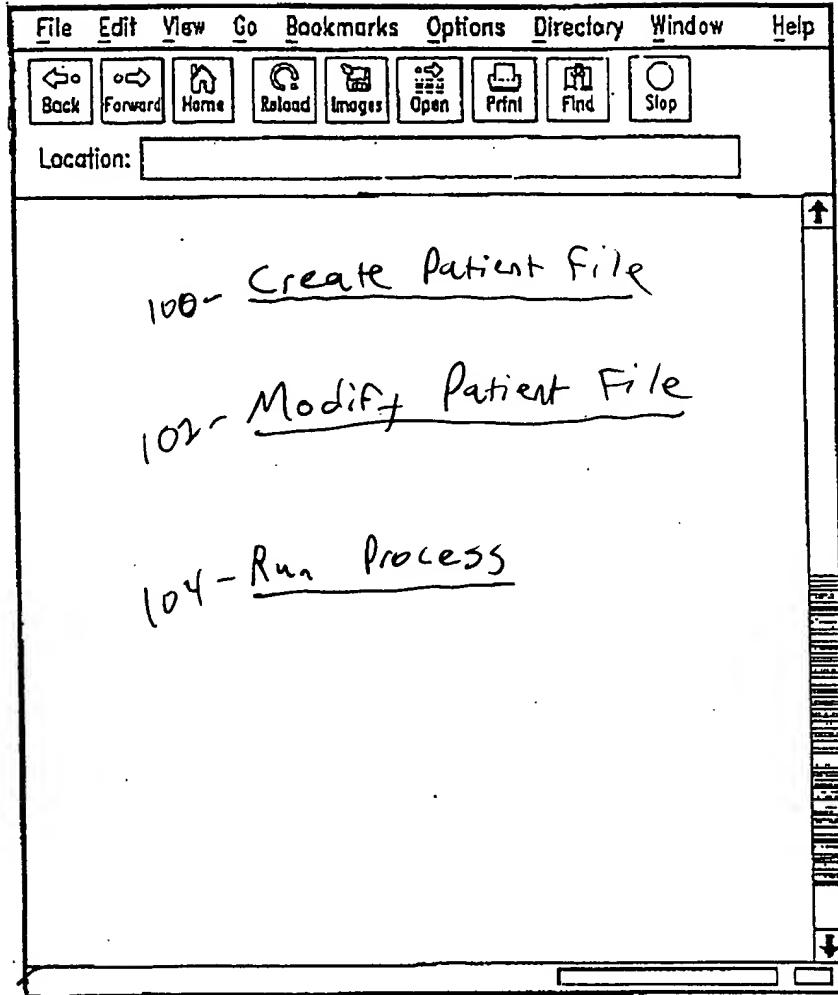 File Edit View Go Bookmarks Options Directory Window Help
Back Forward Home Reload Images Open Print Find Stop
Location:
100- Create Patient File
102- Modify Patient File
104- Run Process